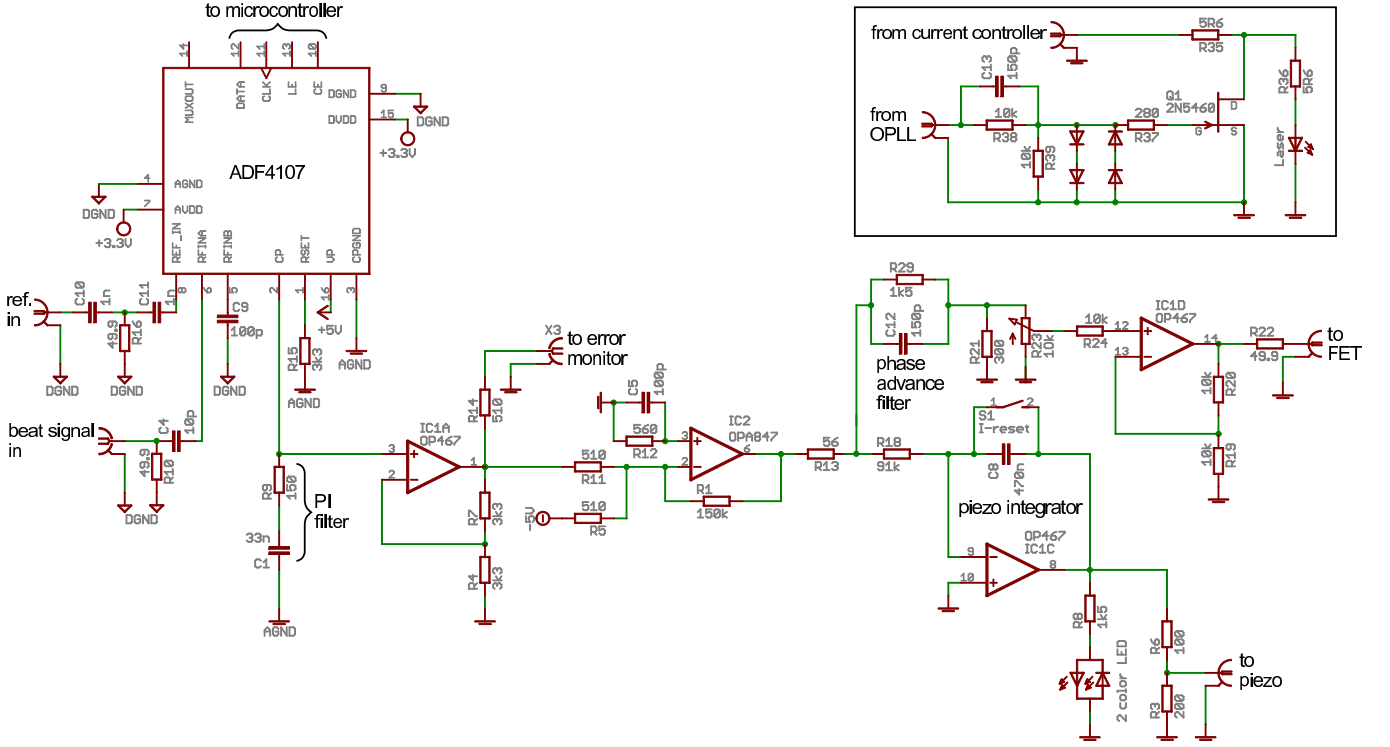 to microcontroller
14
12
11
13
10
MUXOUT
DATA
CLK
LE
CE
DGND
9
DGND
DVDD
15
+3.3V
ADF4107
4
AGND
DGND
7
AVDD
+3.3V
REF_IN
RFINA
RFINB
CP
RSET
VP
CPGND
8
6
5
2
1
16
3
ref.
in
C10
1n
C11
1n
49.9
R16
C9
100p
+5V
R15
3k3
AGND
AGND
DGND
DGND
DGND
beat signal
in
C4
10p
49.9
R10
DGND
R9
150
PI
filter
33n
C1
AGND
3
2
IC1A
OP467
1
X3
to error
monitor
R14
510
R7
3k3
R4
3k3
510
R11
-5V
510
R5
C5
100p
560
R12
IC2
OPA847
3
2
6
R1
150k
56
R13
R29
1k5
C12
150p
phase
advance
filter
R21
300
R23
10k
10k
R24
IC1D
OP467
12
13
14
R22
49.9
to
FET
10k
R20
10k
R19
R18
91k
1
2
S1
I-reset
C8
470n
piezo integrator
OP467
IC1C
9
10
8
R8
1k5
2 color LED
R6
100
R3
200
to
piezo
from current controller
5R6
R35
C13
150p
from
OPLL
10k
R38
10k
R39
280
R37
Q1
2N5460
D
G
S
R36
5R6
Laser